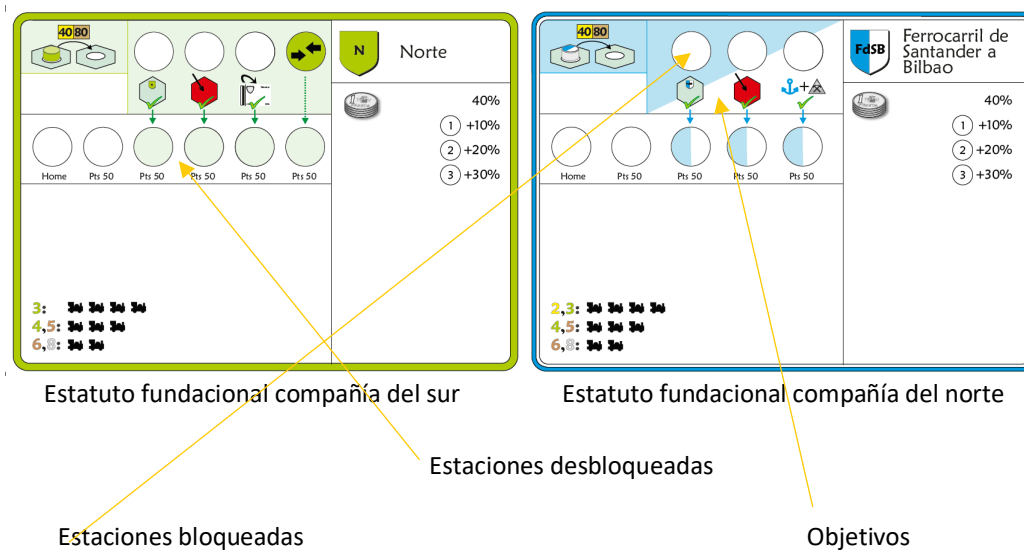 40 80
N
Norte
40%
1 +10%
2 +20%
3 +30%
Home Pts 50 Pts 50 Pts 50 Pts 50 Pts 50
3:
4,5:
6,8:
40 80
FdSB
Ferrocarril de
Santander a
Bilbao
40%
1 +10%
2 +20%
3 +30%
Home Pts 50 Pts 50 Pts 50 Pts 50
2,3:
4,5:
6,8:
Estatuto fundacional compañía del sur
Estatuto fundacional compañía del norte
Estaciones desbloqueadas
Estaciones bloqueadas
Objetivos